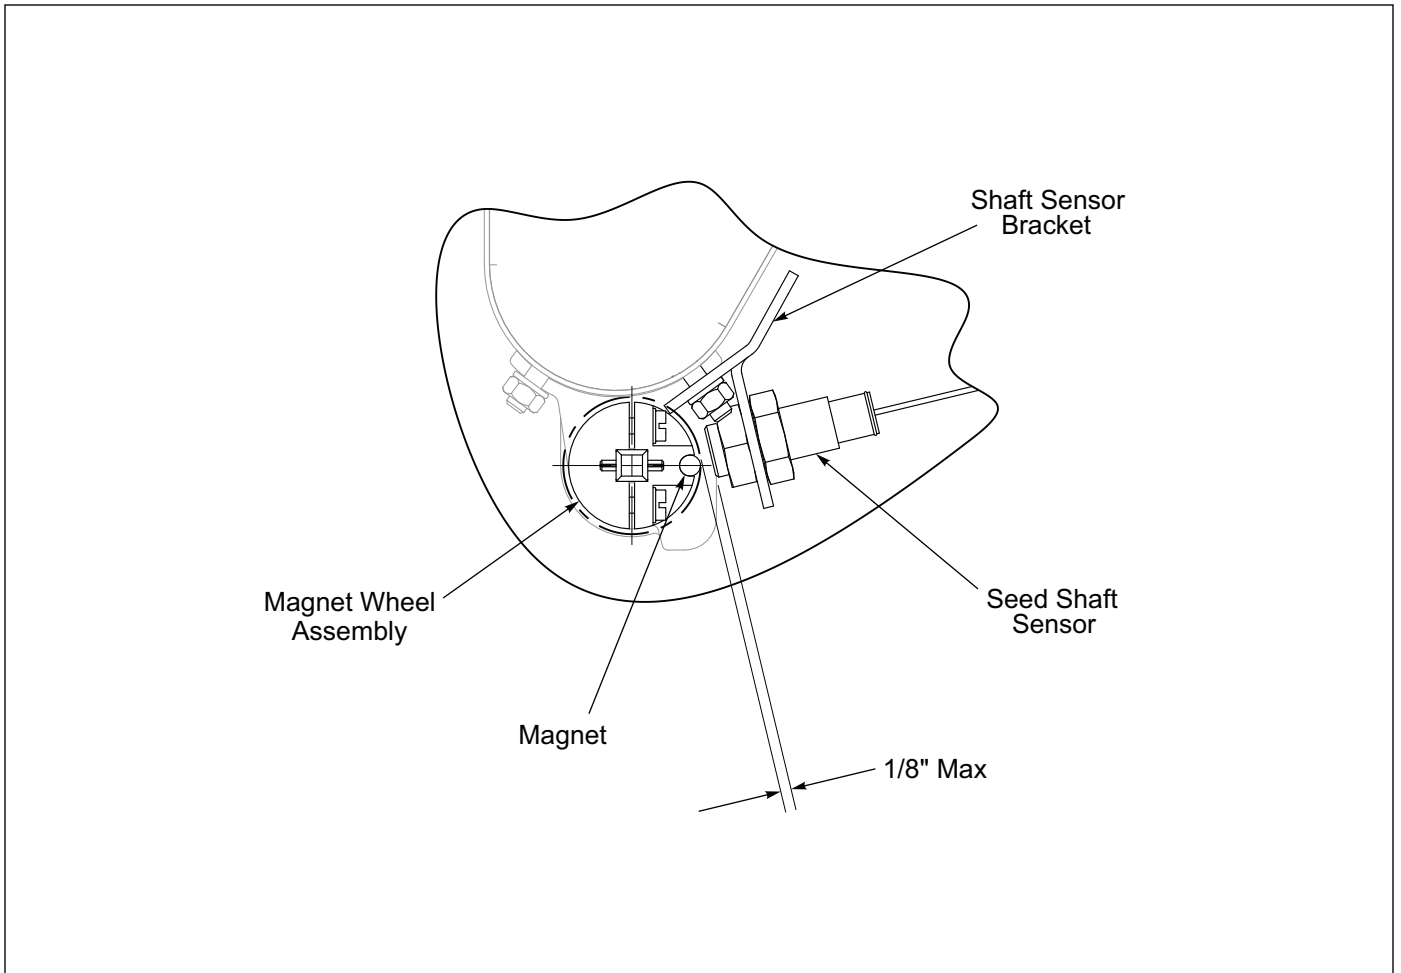 Shaft Sensor
Bracket
Magnet Wheel
Assembly
Seed Shaft
Sensor
Magnet
1/8" Max